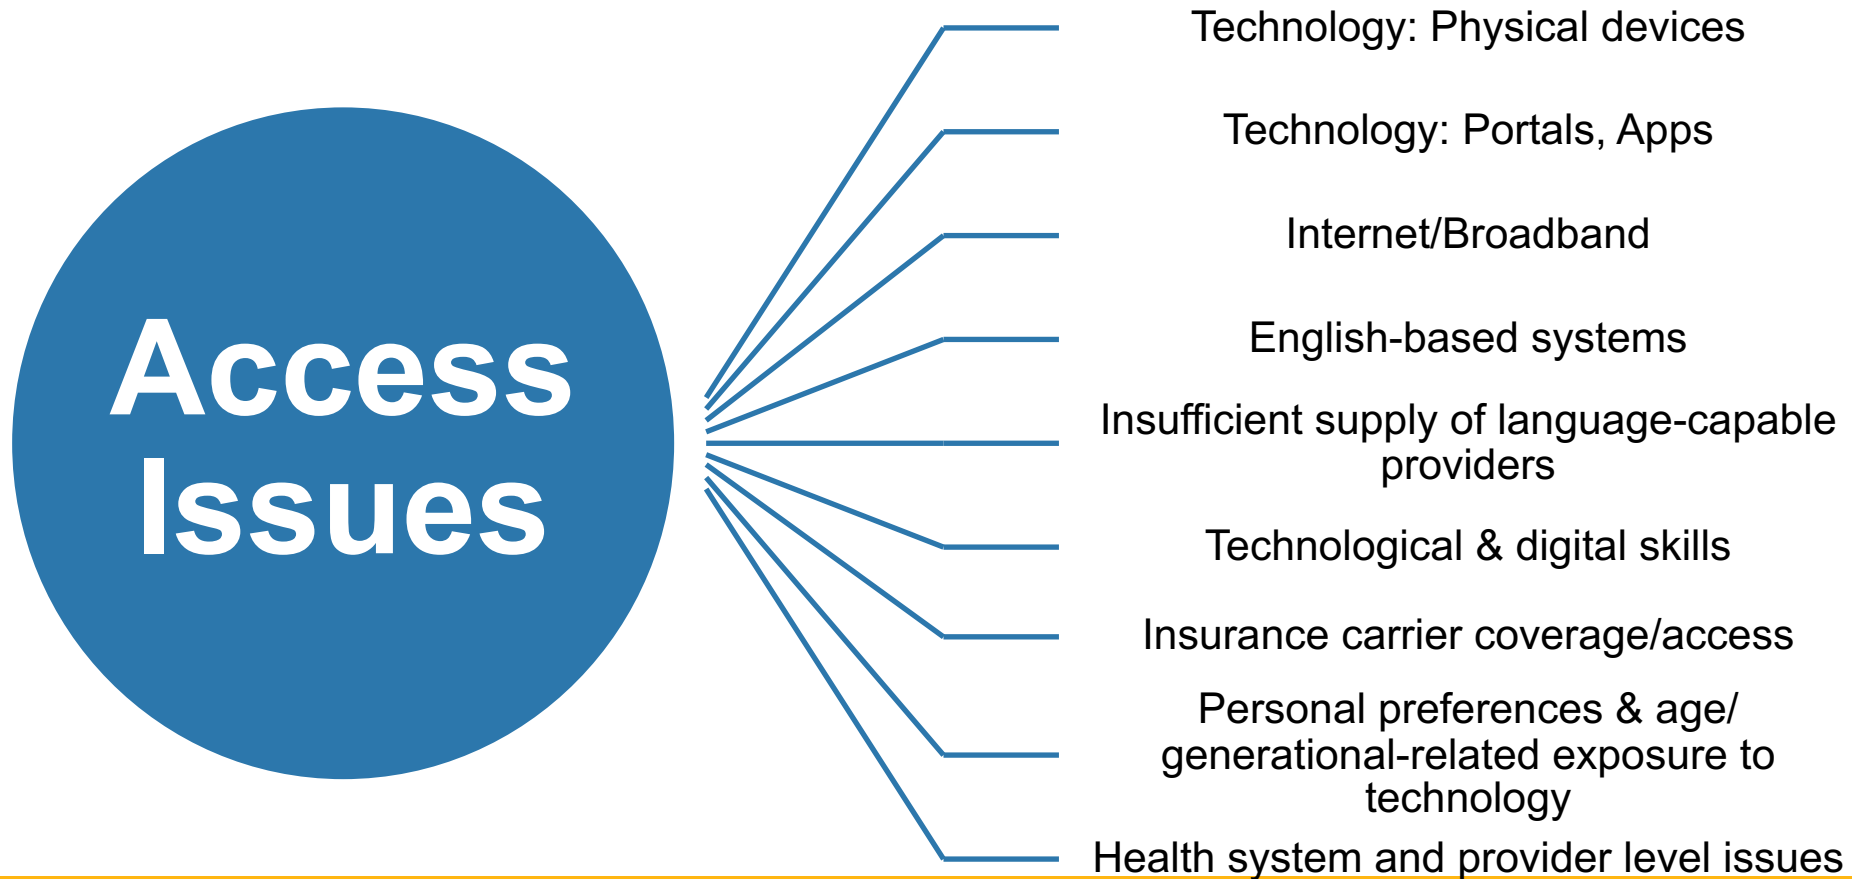 Access
Issues
Technology: Physical devices
Technology: Portals, Apps
Internet/Broadband
English-based systems
Insufficient supply of language-capable
providers
Technological & digital skills
Insurance carrier coverage/access
Personal preferences & age/
generational-related exposure to
technology
Health system and provider level issues